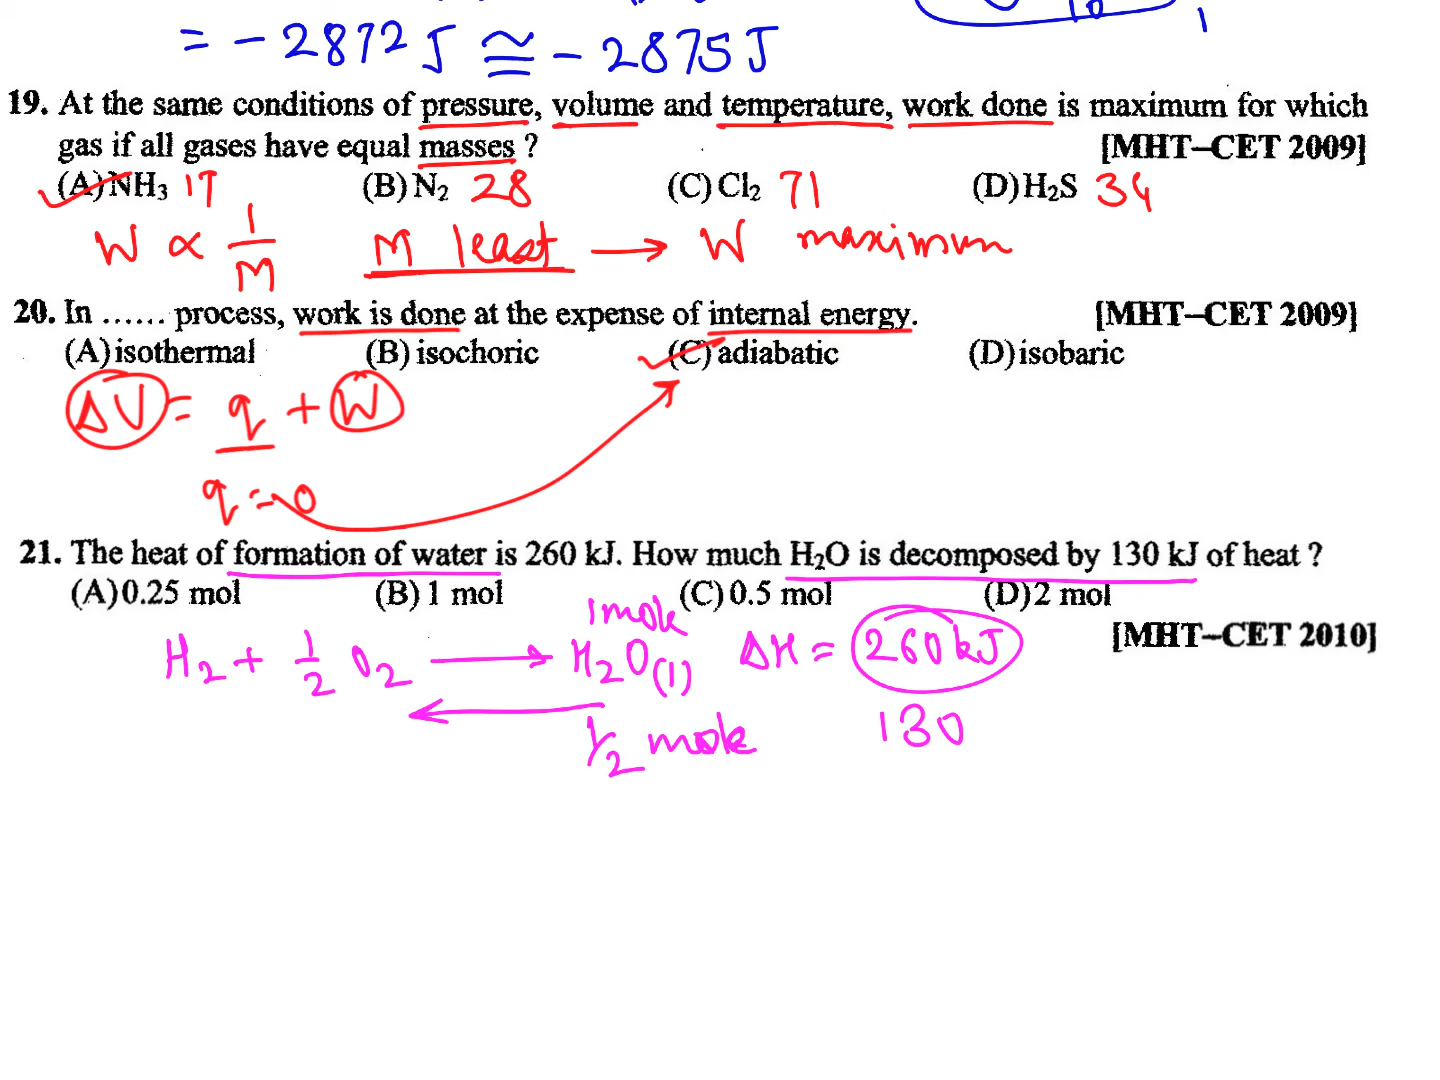 = - 2872 J ≅ - 2875 J
19. At the same conditions of pressure, volume and temperature, work done is maximum for which
gas if all gases have equal masses ? [MHT–CET 2009]
(A) NH₃ 17 (B) N₂ 28 (C) Cl₂ 71 (D) H₂S 34
W ∝ 1/M M least → W maximum
20. In ...... process, work is done at the expense of internal energy. [MHT–CET 2009]
(A) isothermal (B) isochoric (C) adiabatic (D) isobaric
ΔU = q + W
q = 0
21. The heat of formation of water is 260 kJ. How much H₂O is decomposed by 130 kJ of heat ?
(A) 0.25 mol (B) 1 mol (C) 0.5 mol (D) 2 mol
1 mole
[MHT–CET 2010]
H₂ + 1/2 O₂ → H₂O(l) ΔH = 260 kJ
1/2 mole 130